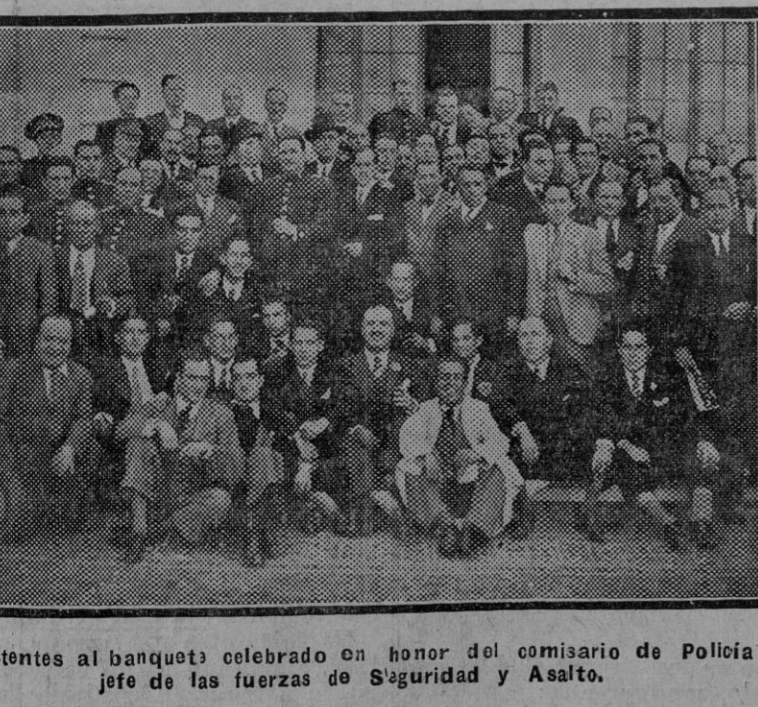 tentes al banquete celebrado en honor del comisario de Policía
jefe de las fuerzas de Seguridad y Asalto.